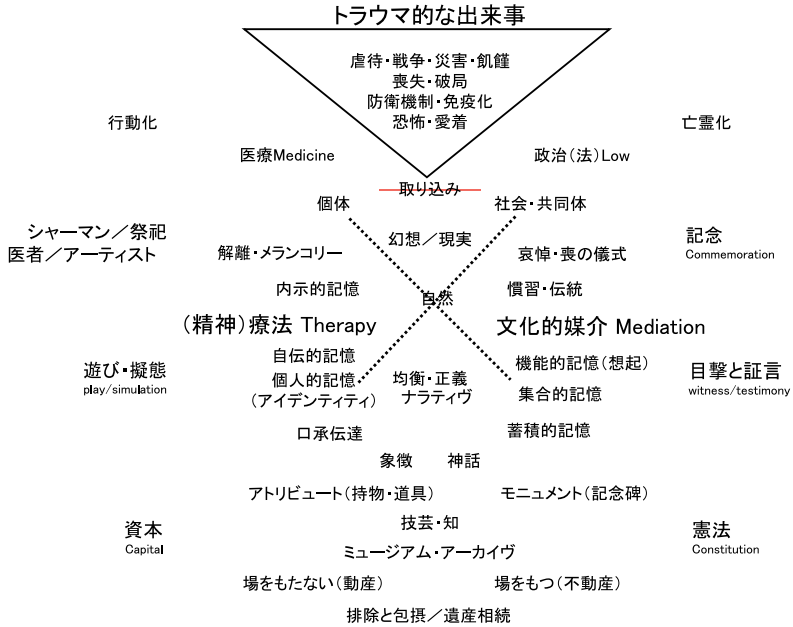 トラウマ的な出来事
虐待・戦争・災害・飢饉
喪失・破局
防衛機制・免疫化
恐怖・愛着
行動化
亡霊化
医療Medicine
政治（法）Low
取り込み
個体
社会・共同体
シャーマン／祭祀
医者／アーティスト
幻想／現実
解離・メランコリー
哀悼・喪の儀式
記念
Commemoration
内示的記憶
自然
慣習・伝統
（精神）療法 Therapy
文化的媒介 Mediation
遊び・擬態
play/simulation
自伝的記憶
個人的記憶
（アイデンティティ）
均衡・正義
ナラティヴ
機能的記憶（想起）
集合的記憶
目撃と証言
witness/testimony
口承伝達
蓄積的記憶
象徴
神話
アトリビュート（持物・道具）
モニュメント（記念碑）
資本
Capital
技芸・知
憲法
Constitution
ミュージアム・アーカイヴ
場をもたない（動産）
場をもつ（不動産）
排除と包摂／遺産相続